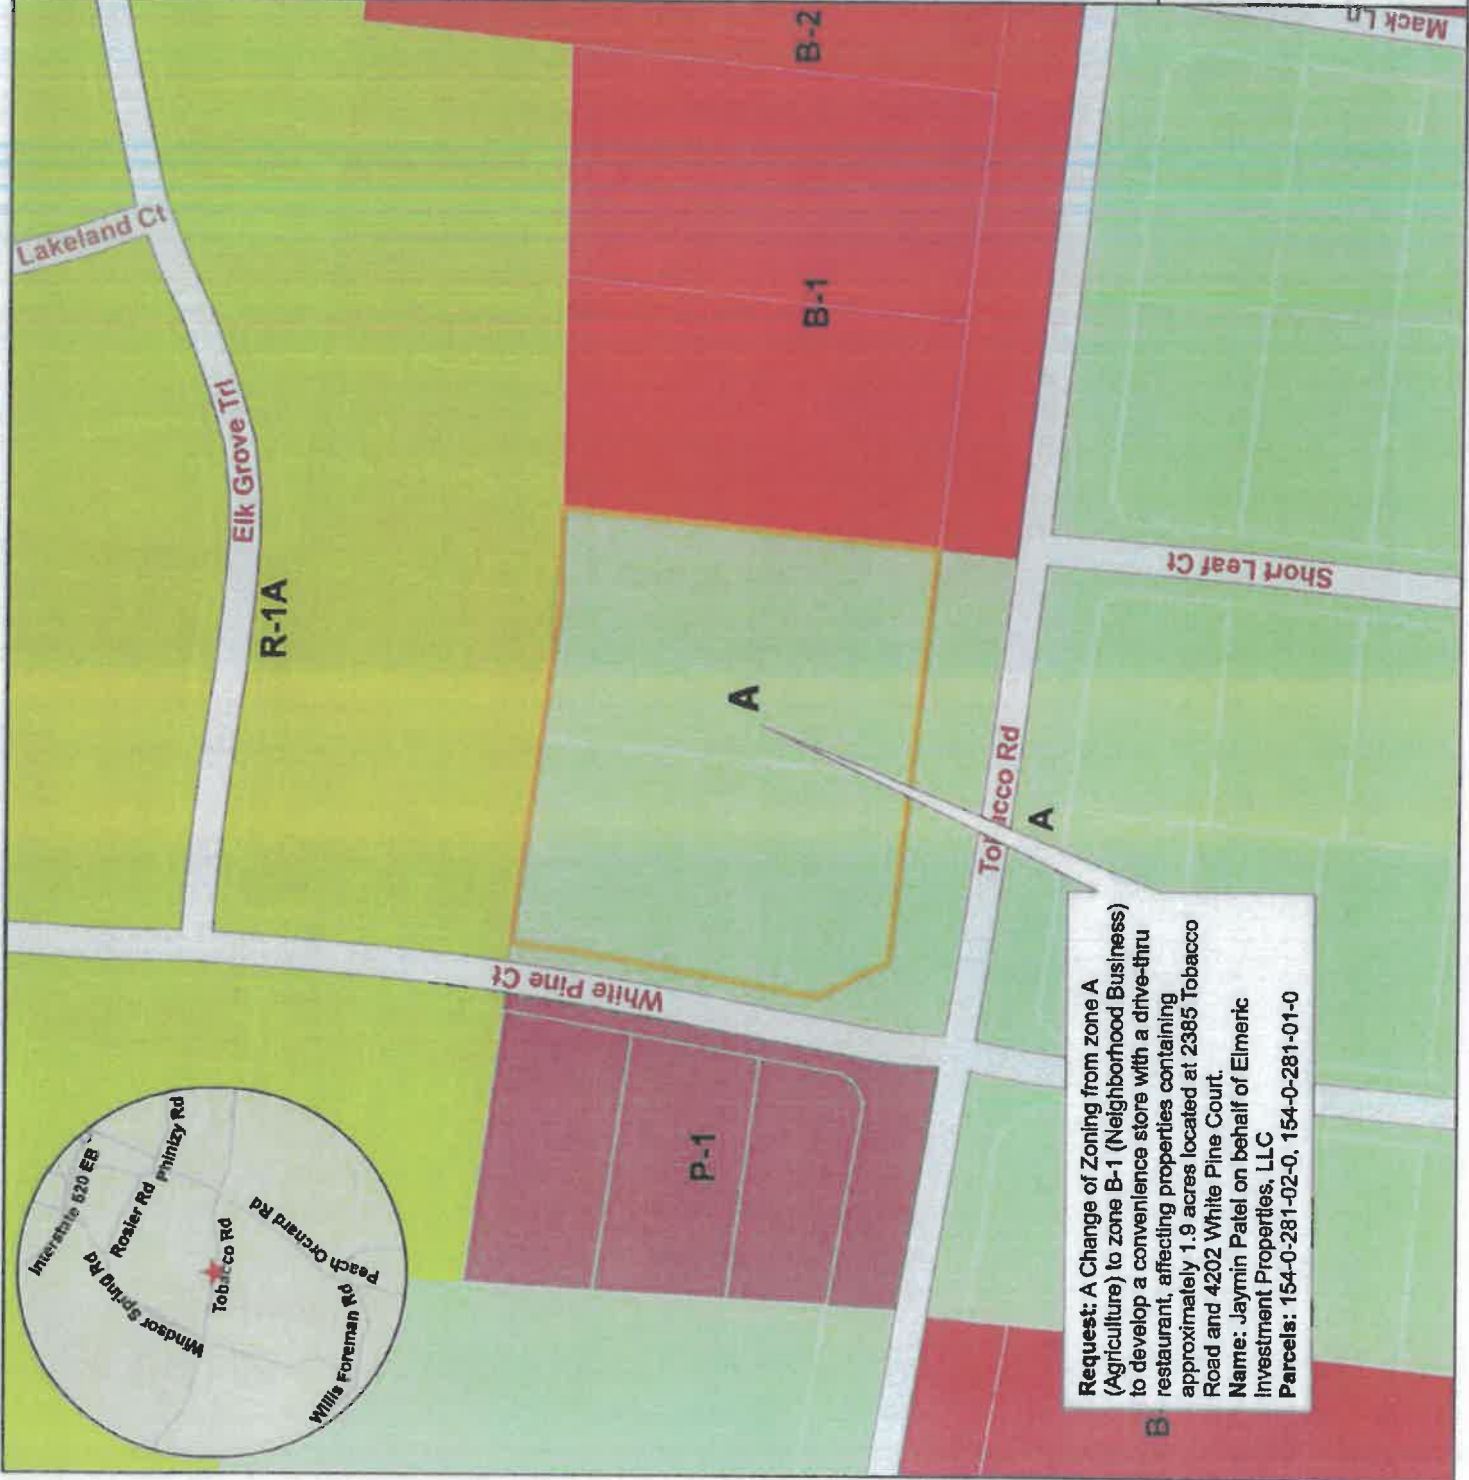 Interstate 520 EB
Rosier Rd
Phinizy Rd
Windsor Spring Rd
Tobacco Rd
Peach Orchard Rd
Willis Foreman Rd
Lakeland Ct
Elk Grove Trl
R-1A
White Pine Ct
P-1
A
B-1
B-2
Tobacco Rd
A
Short Leaf Ct
Mack Ln
Request: A Change of Zoning from zone A
(Agriculture) to zone B-1 (Neighborhood Business)
to develop a convenience store with a drive-thru
restaurant, affecting properties containing
approximately 1.9 acres located at 2385 Tobacco
Road and 4202 White Pine Court.
Name: Jaymin Patel on behalf of Elmeric
Investment Properties, LLC
Parcels: 154-0-281-02-0, 154-0-281-01-0